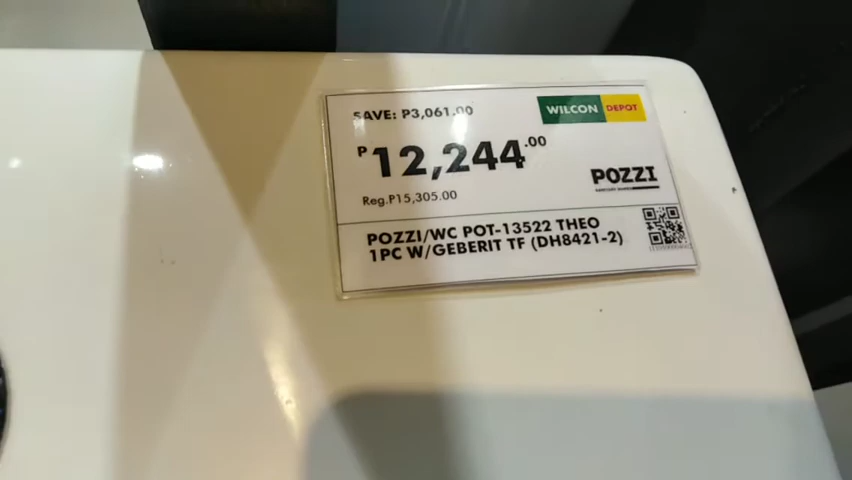 SAVE: P3,061.00
WILCON DEPOT
₱12,244.00
POZZI
Reg.P15,305.00
POZZI/WC POT-13522 THEO
1PC W/GEBERIT TF (DH8421-2)